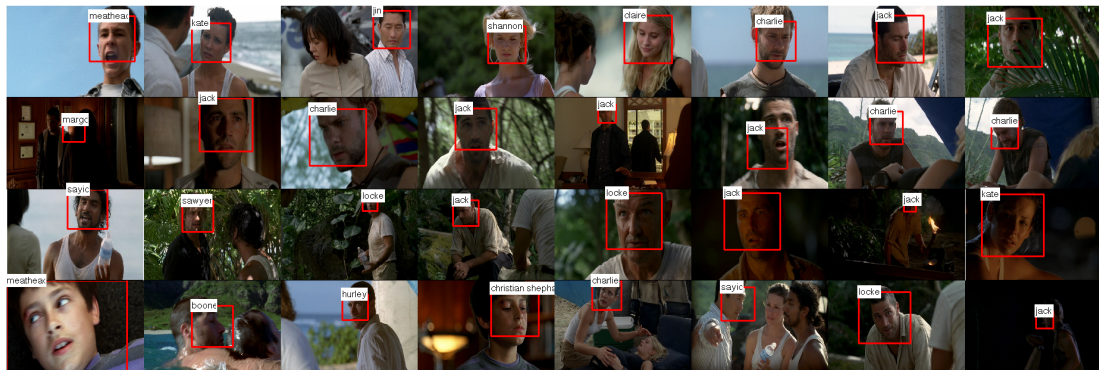 meathead
kate
jin
shannon
claire
charlie
jack
jack
margo
jack
charlie
jack
jack
jack
charlie
charlie
sayid
sawyer
locke
jack
locke
jack
jack
kate
meathead
boone
hurley
christian shepha
charlie
sayid
locke
jack